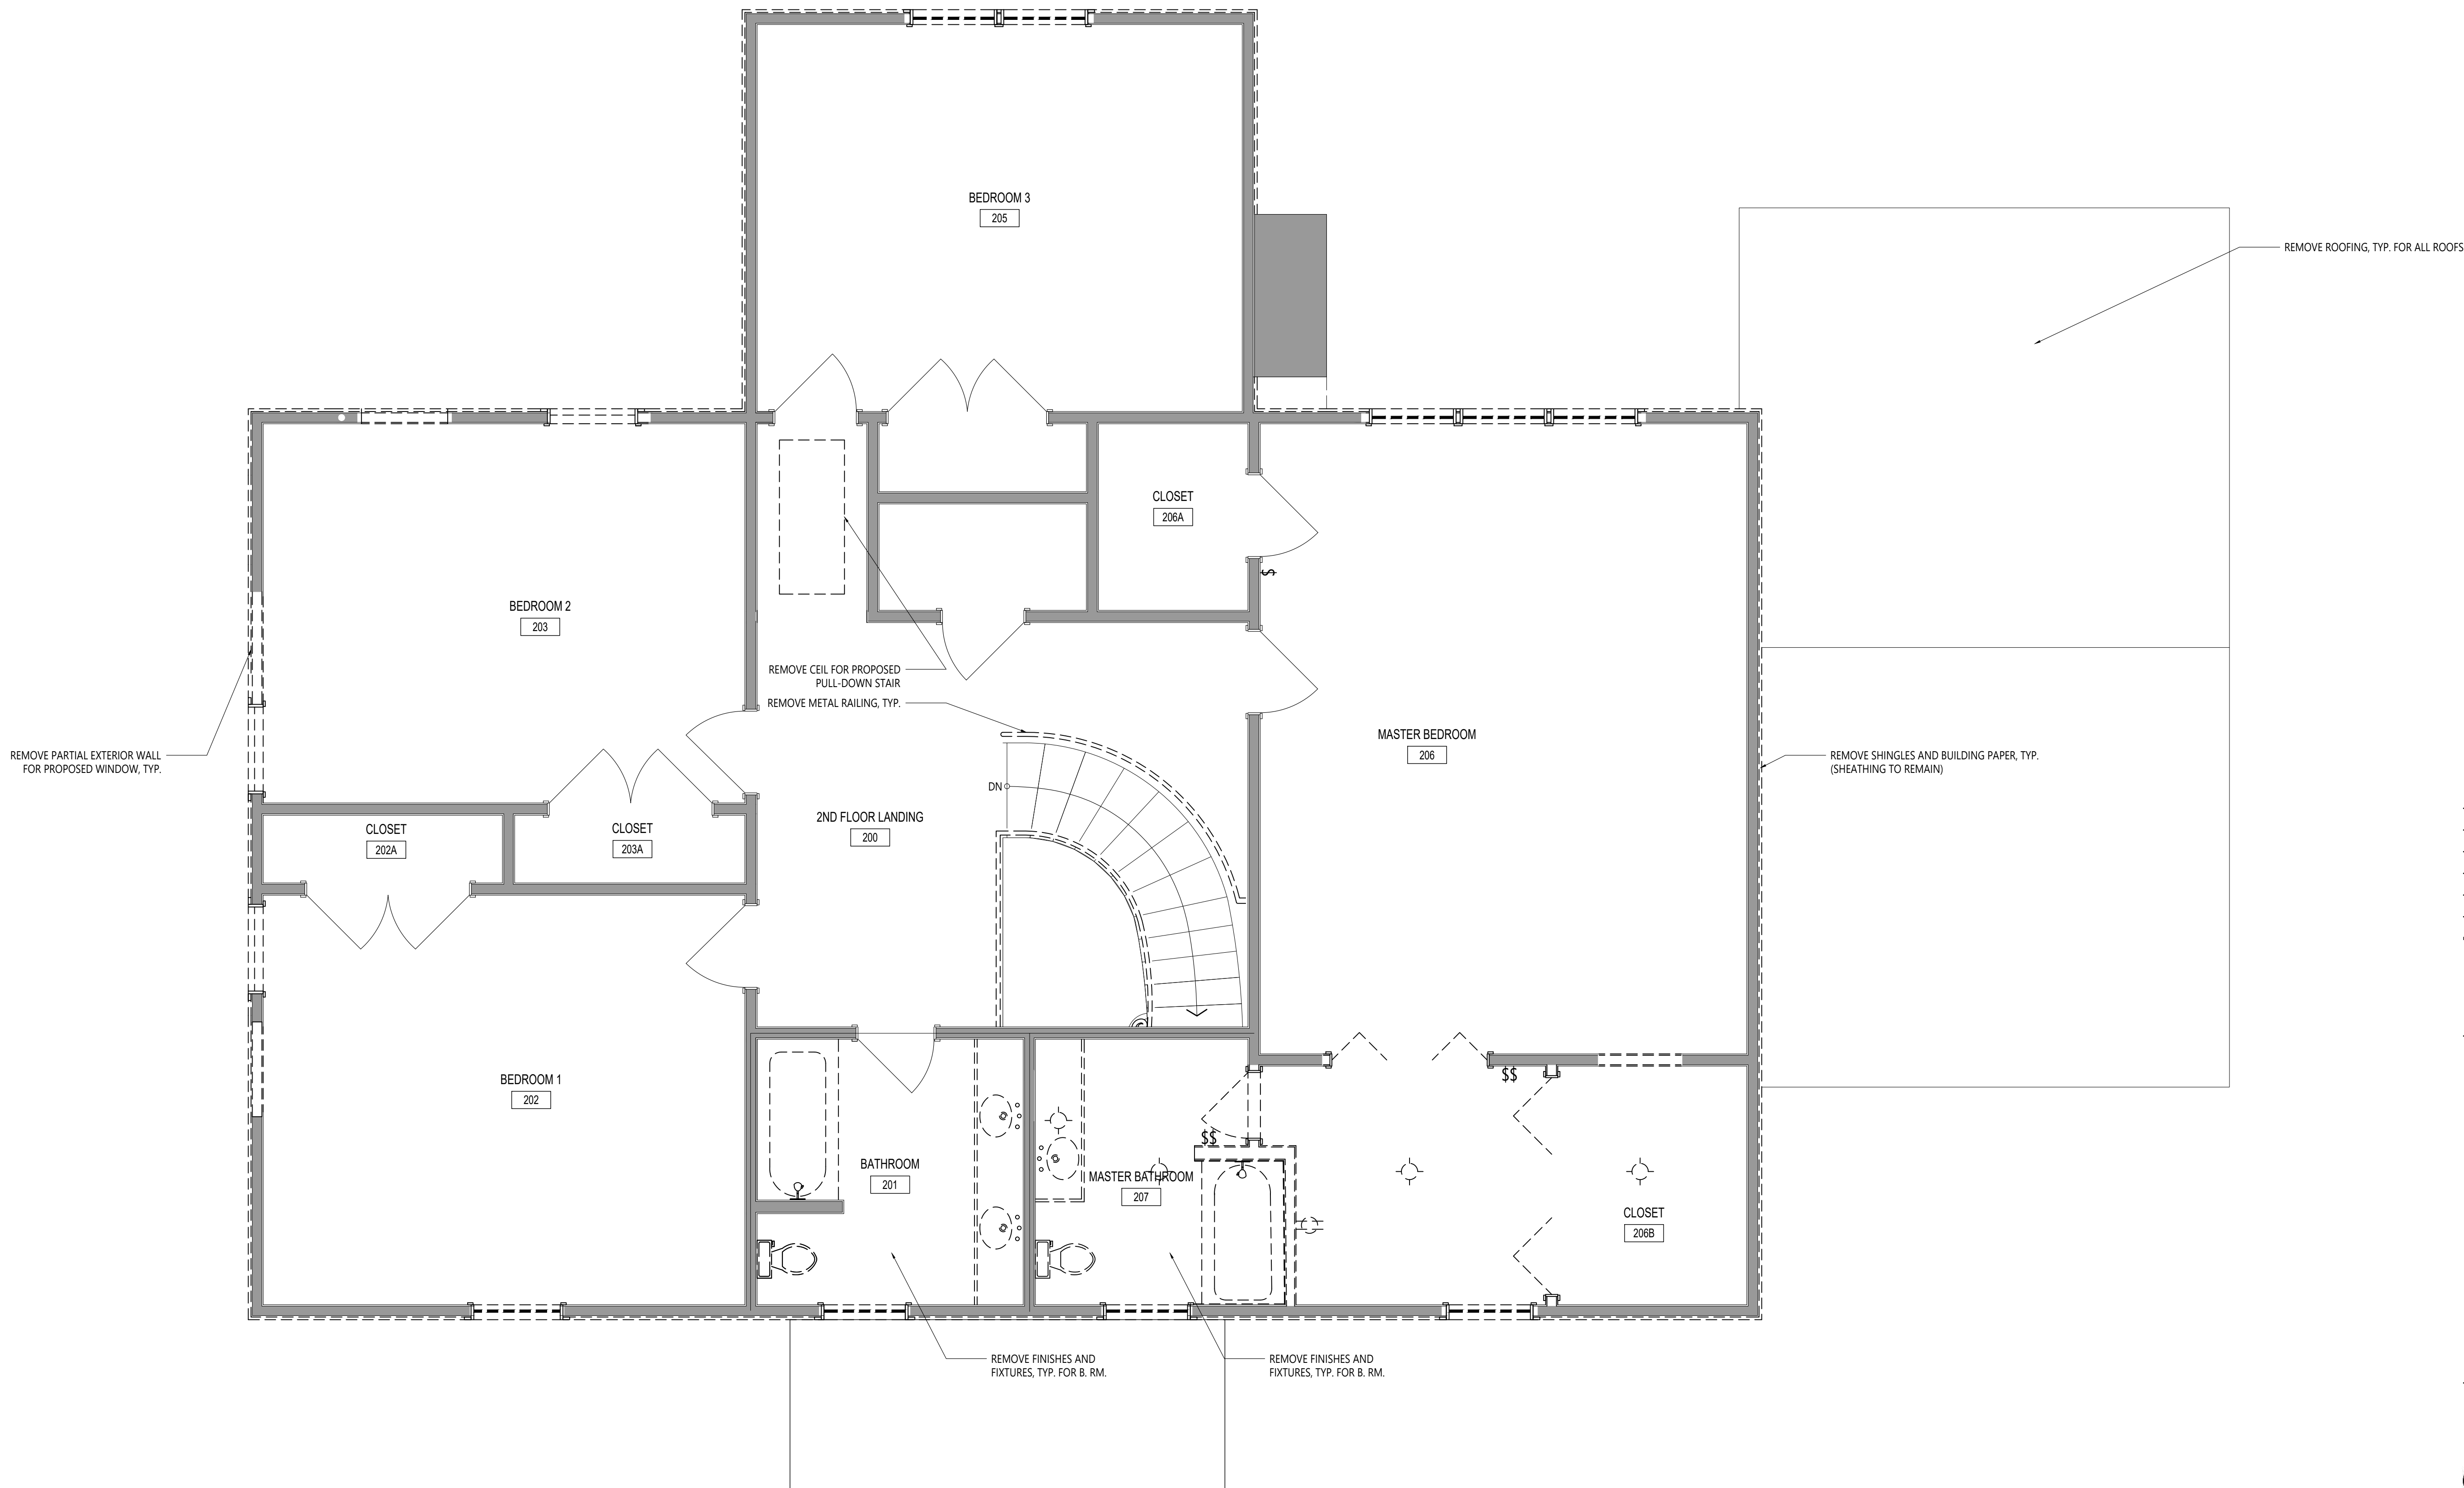 BEDROOM 3
205
REMOVE ROOFING, TYP. FOR ALL ROOFS
CLOSET
206A
$
BEDROOM 2
203
REMOVE CEIL FOR PROPOSED
PULL-DOWN STAIR
REMOVE METAL RAILING, TYP.
MASTER BEDROOM
206
REMOVE PARTIAL EXTERIOR WALL
FOR PROPOSED WINDOW, TYP.
REMOVE SHINGLES AND BUILDING PAPER, TYP.
(SHEATHING TO REMAIN)
DN
2ND FLOOR LANDING
200
CLOSET
202A
CLOSET
203A
BEDROOM 1
202
$$
$$
BATHROOM
201
MASTER BATHROOM
207
CLOSET
206B
REMOVE FINISHES AND
FIXTURES, TYP. FOR B. RM.
REMOVE FINISHES AND
FIXTURES, TYP. FOR B. RM.